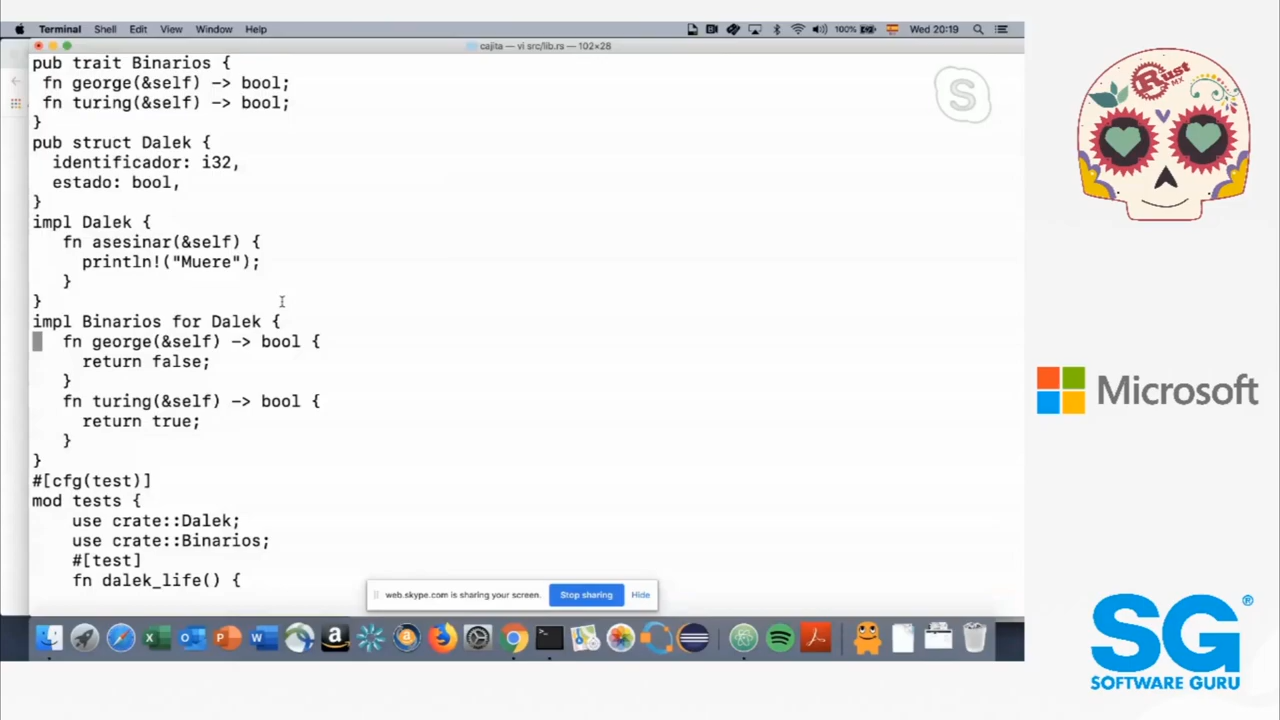 Terminal Shell Edit View Window Help 100% Wed 20:19
cajita — vi src/lib.rs — 102×28
pub trait Binarios {
 fn george(&self) -> bool;
 fn turing(&self) -> bool;
}
pub struct Dalek {
  identificador: i32,
  estado: bool,
}
impl Dalek {
   fn asesinar(&self) {
     println!("Muere");
   }
}
impl Binarios for Dalek {
   fn george(&self) -> bool {
     return false;
   }
   fn turing(&self) -> bool {
     return true;
   }
}
#[cfg(test)]
mod tests {
    use crate::Dalek;
    use crate::Binarios;
    #[test]
    fn dalek_life() {
web.skype.com is sharing your screen. Stop sharing Hide
Rust MX
Microsoft
SG®
SOFTWARE GURU